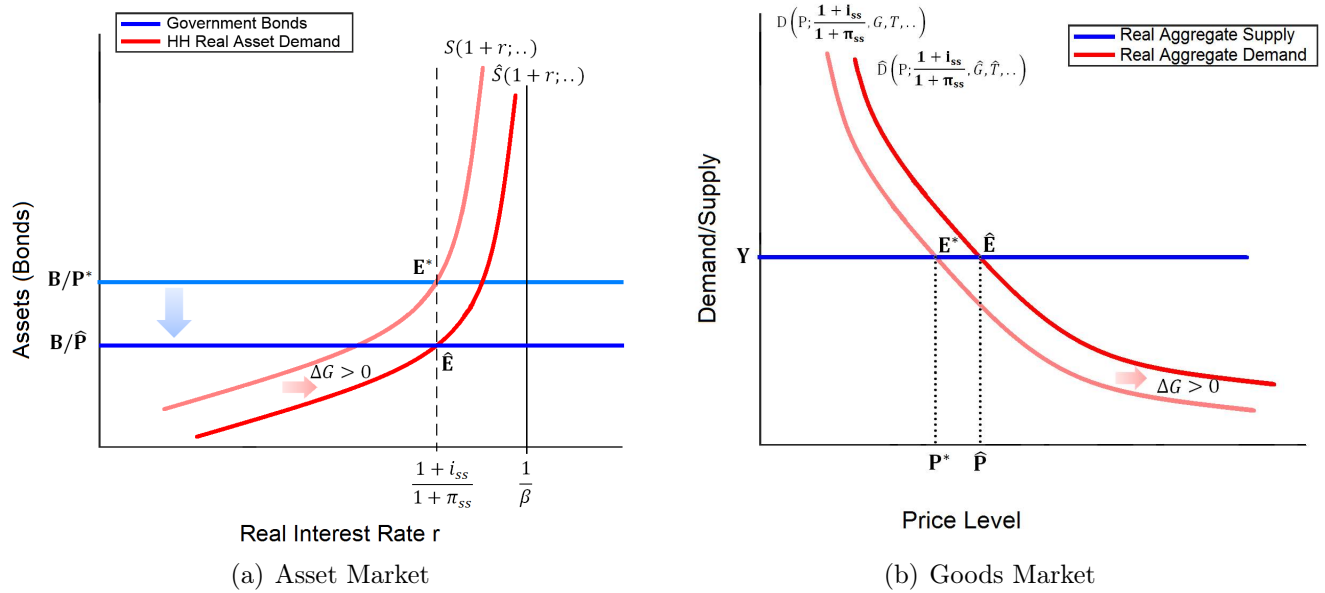 Government Bonds
HH Real Asset Demand
S(1 + r; ..)
Ŝ(1 + r; ..)
Assets (Bonds)
B/P*
B/P̂
E*
Ê
ΔG > 0
1 + i_ss
1 + π_ss
1
β
Real Interest Rate r
(a) Asset Market
D(P; (1 + i_ss)/(1 + π_ss), G, T, ..)
D̂(P; (1 + i_ss)/(1 + π_ss), Ĝ, T̂, ..)
Real Aggregate Supply
Real Aggregate Demand
Demand/Supply
Y
E*
Ê
ΔG > 0
P*
P̂
Price Level
(b) Goods Market